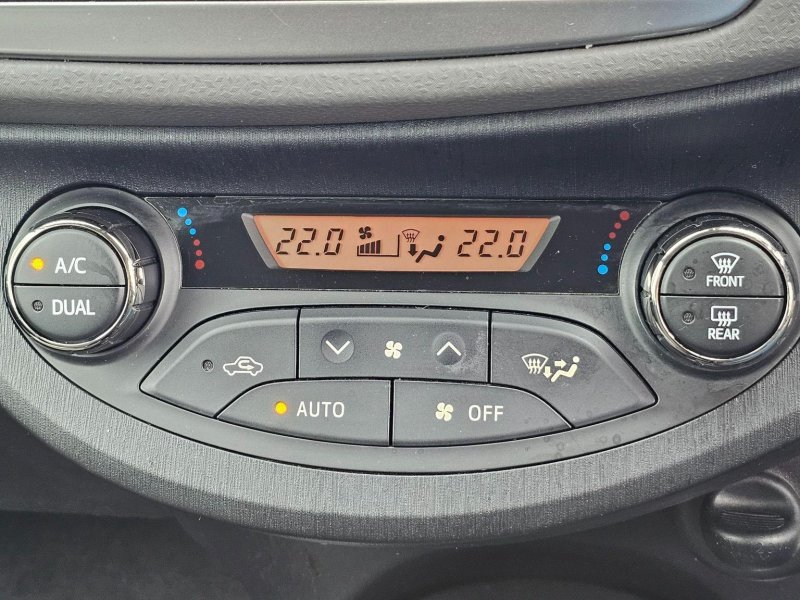 22.0 22.0
A/C
DUAL
FRONT
REAR
AUTO
OFF